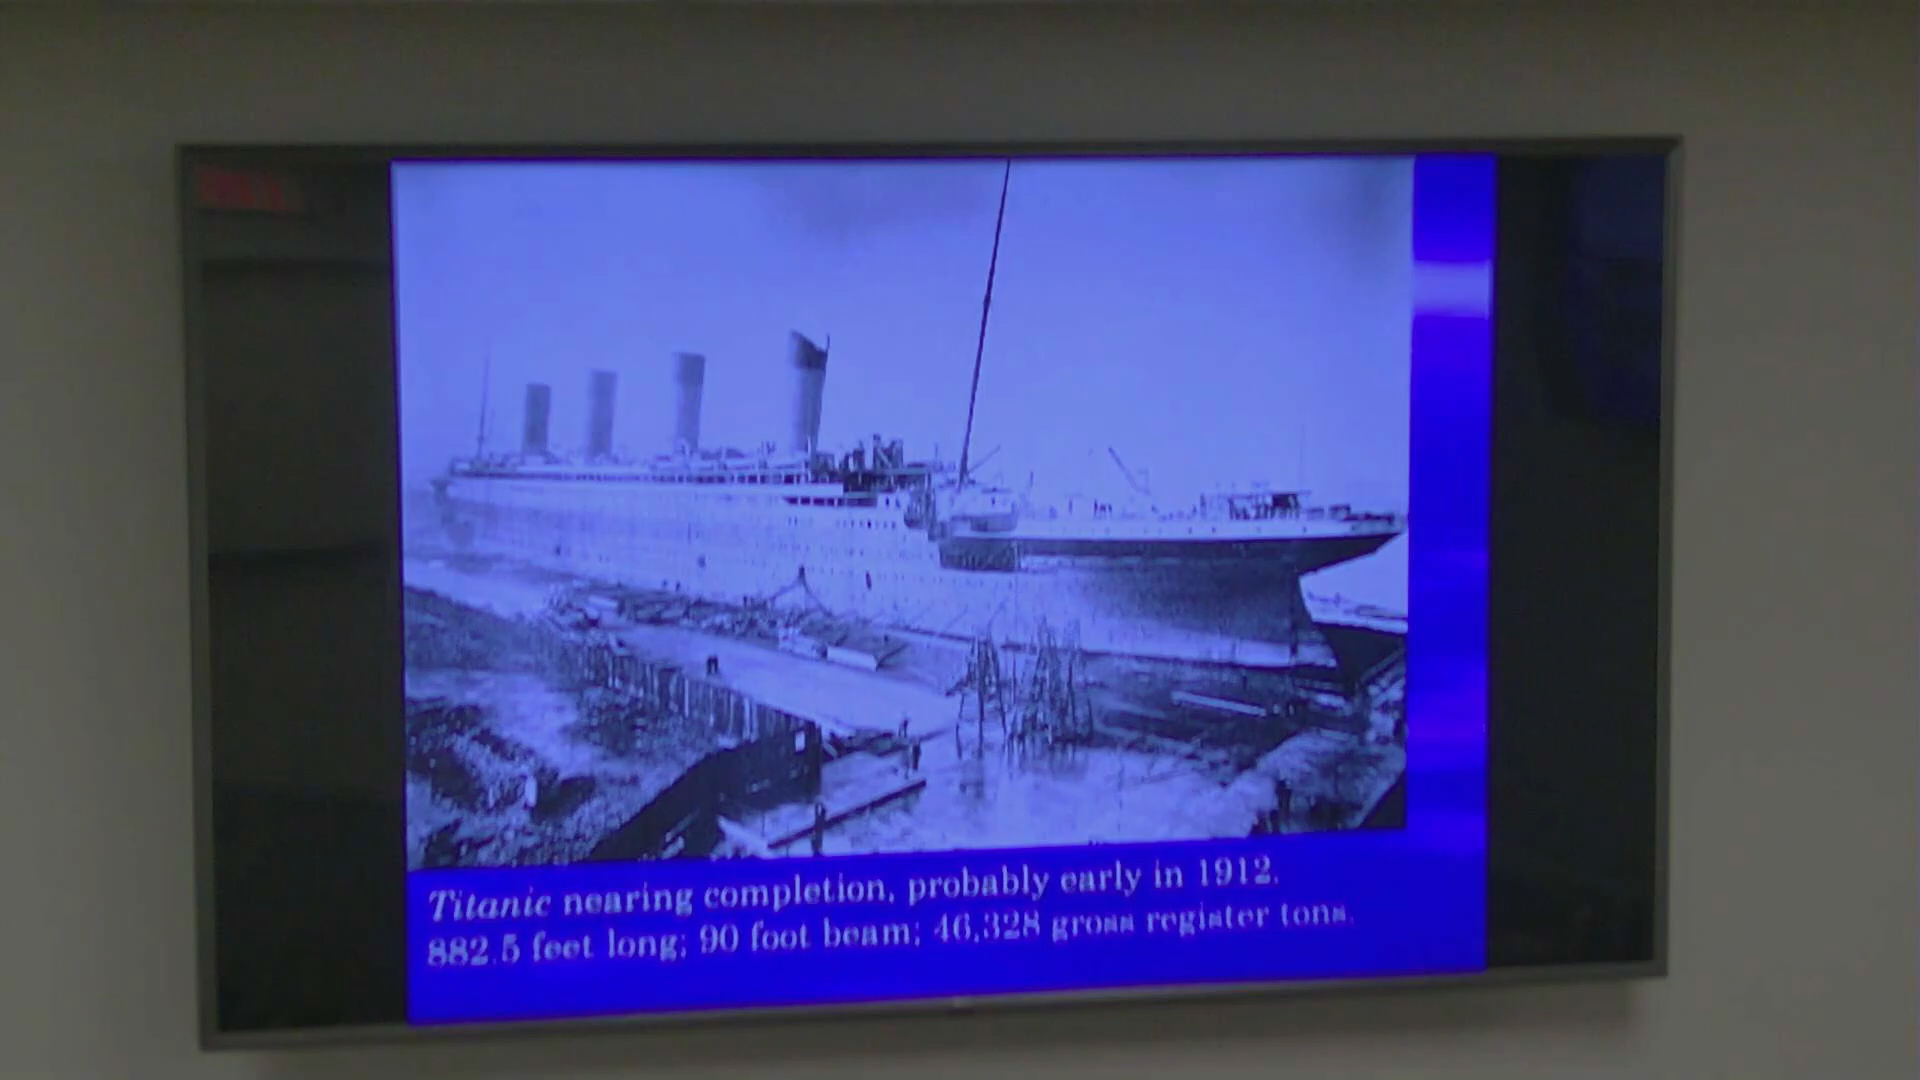 Titanic nearing completion, probably early in 1912.
882.5 feet long; 90 foot beam; 46,328 gross register tons.